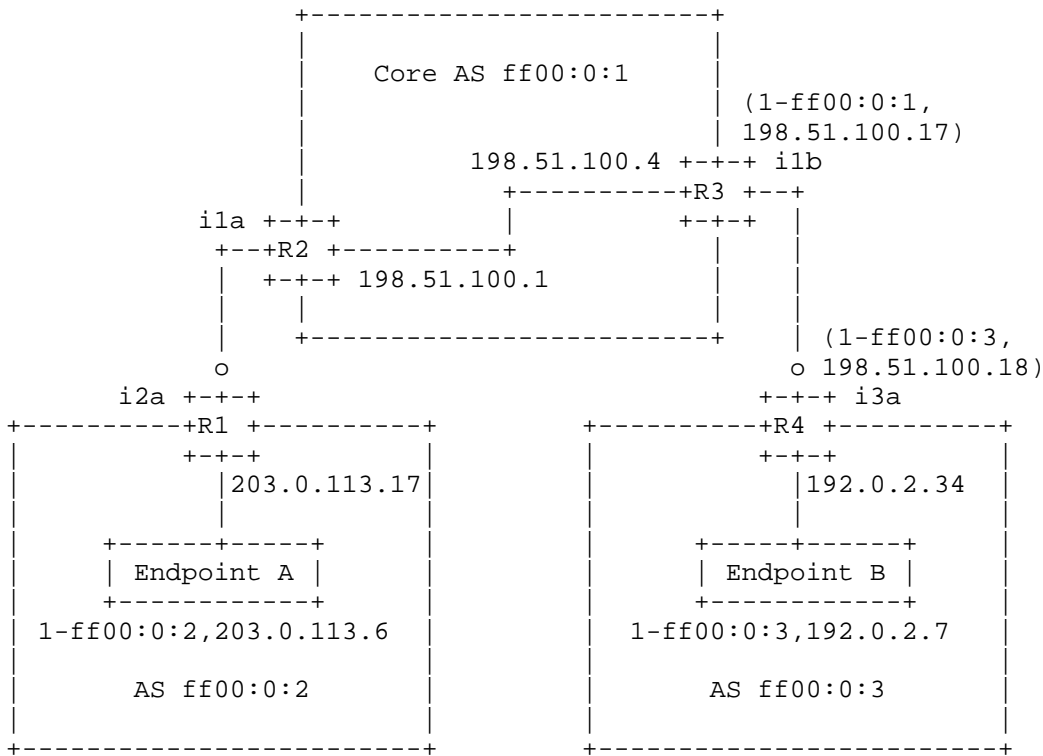 Core AS ff00:0:1
(1-ff00:0:1,
198.51.100.17)
198.51.100.4 i1b
R3
i1a
R2
198.51.100.1
(1-ff00:0:3,
o o 198.51.100.18)
i2a i3a
R1 R4
203.0.113.17 192.0.2.34
Endpoint A Endpoint B
1-ff00:0:2,203.0.113.6 1-ff00:0:3,192.0.2.7
AS ff00:0:2 AS ff00:0:3